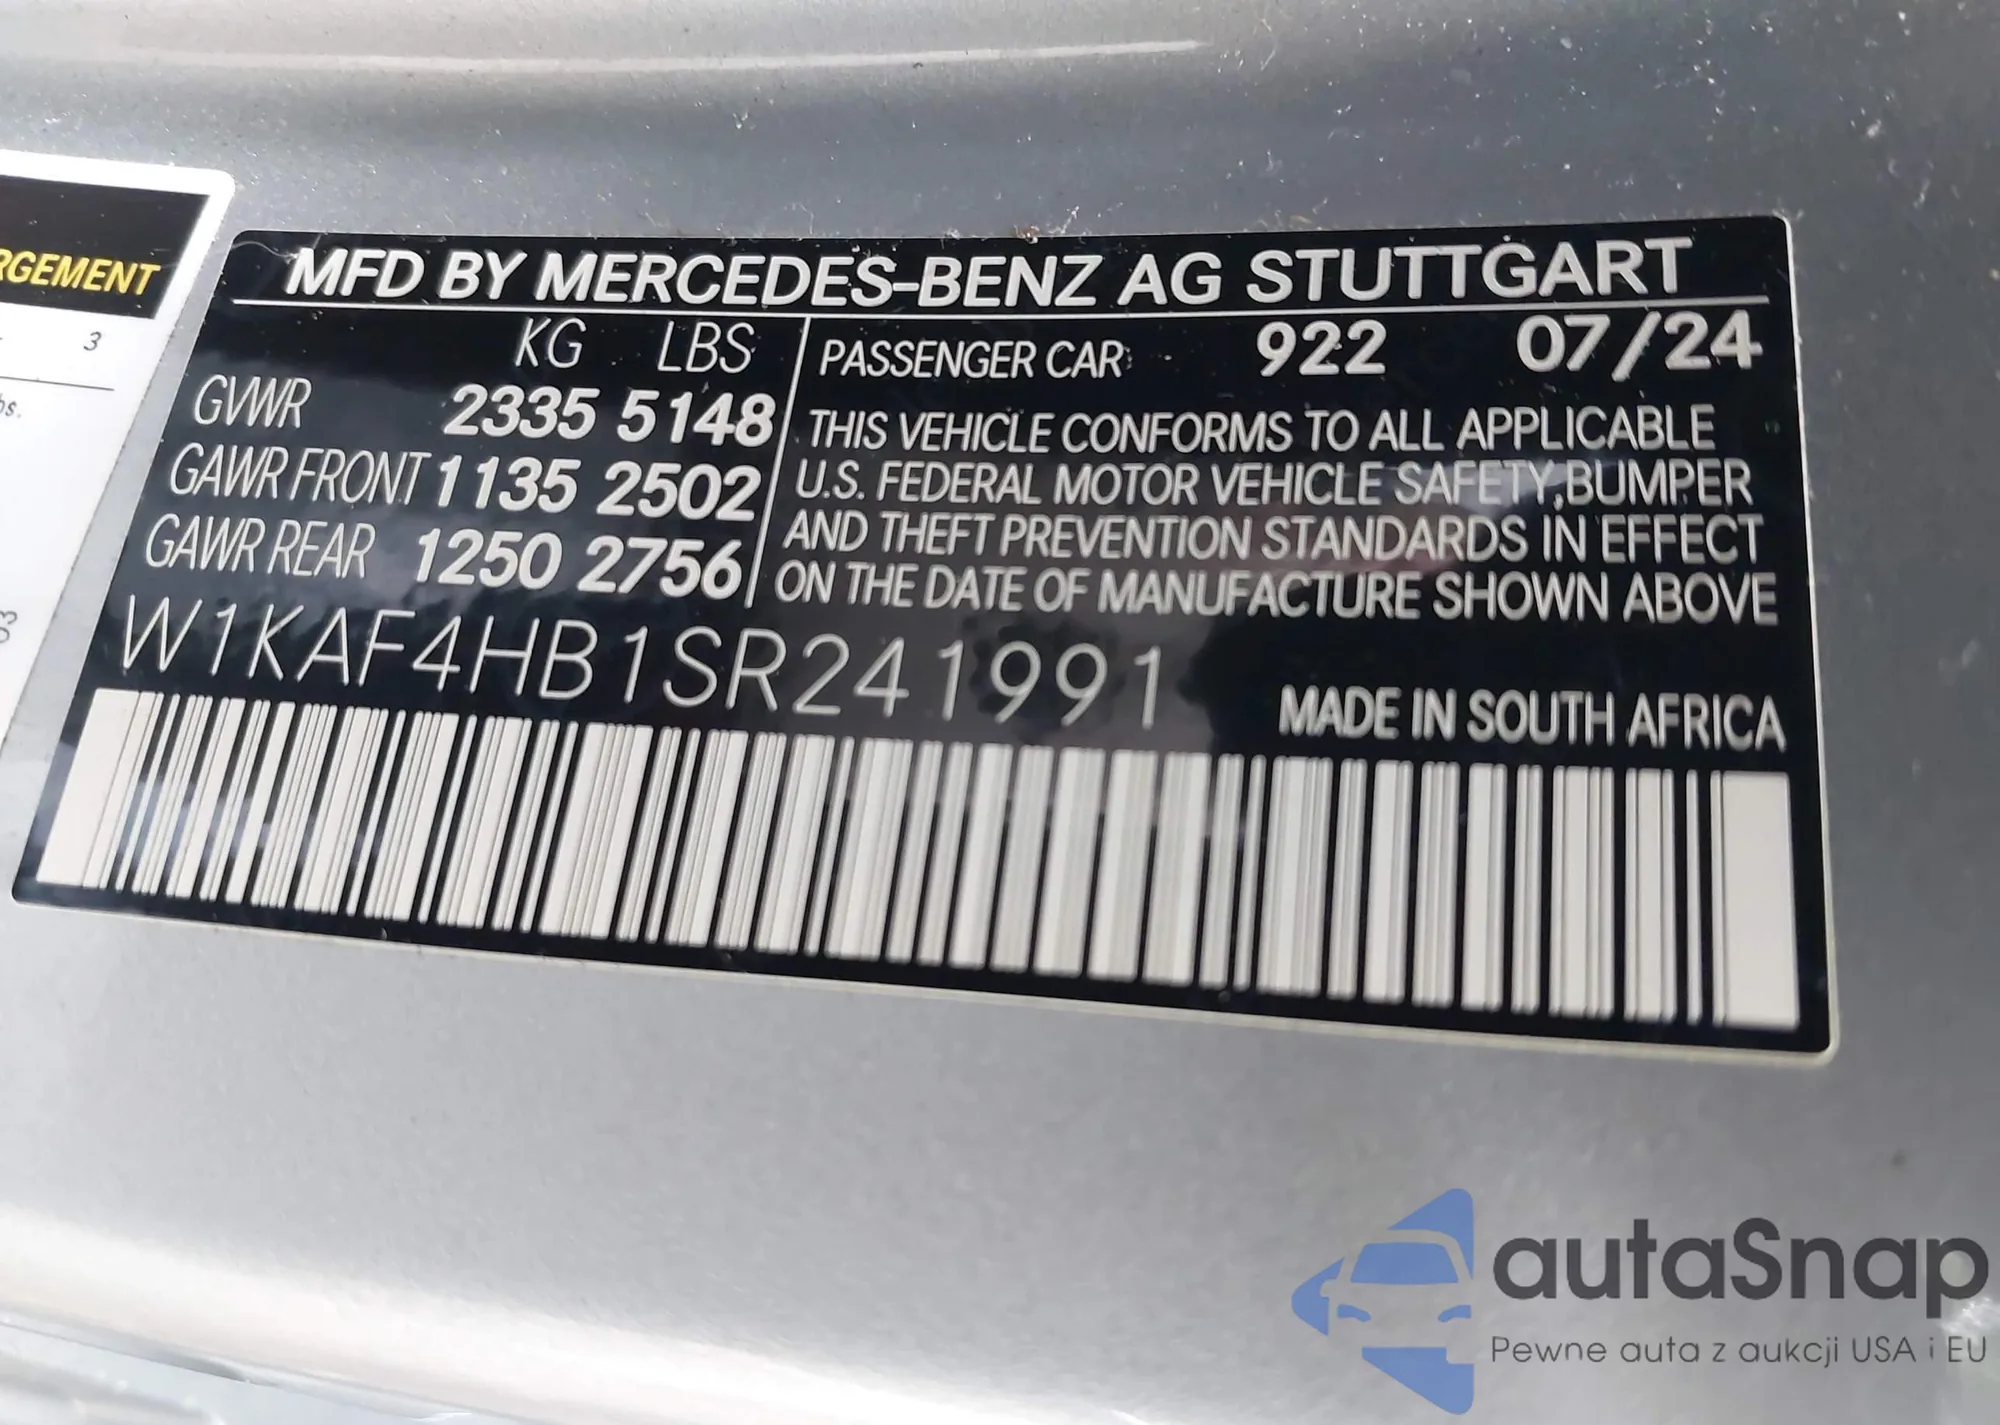 RGEMENT
3
bs.
03
MFD BY MERCEDES-BENZ AG STUTTGART
KG LBS
GVWR 2335 5148
GAWR FRONT 1135 2502
GAWR REAR 1250 2756
PASSENGER CAR 922 07/24
THIS VEHICLE CONFORMS TO ALL APPLICABLE
U.S. FEDERAL MOTOR VEHICLE SAFETY,BUMPER
AND THEFT PREVENTION STANDARDS IN EFFECT
ON THE DATE OF MANUFACTURE SHOWN ABOVE
W1KAF4HB1SR241991
MADE IN SOUTH AFRICA
autaSnap
Pewne auta z aukcji USA i EU